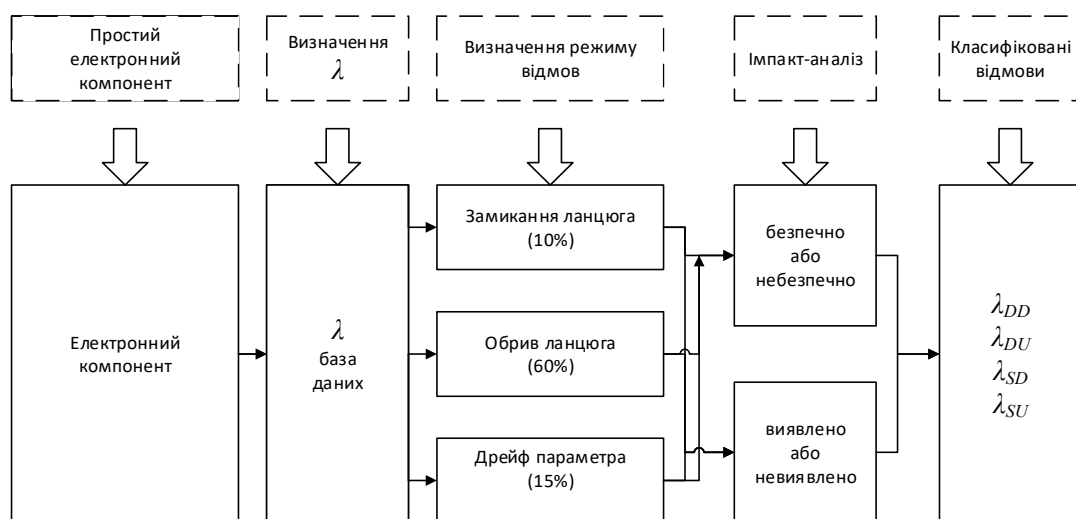 Простий
електронний
компонент
Визначення
λ
Визначення режиму
відмов
Імпакт-аналіз
Класифіковані
відмови
Електронний
компонент
λ
база
даних
Замикання ланцюга
(10%)
Обрив ланцюга
(60%)
Дрейф параметра
(15%)
безпечно
або
небезпечно
виявлено
або
невиявлено
λDD
λDU
λSD
λSU